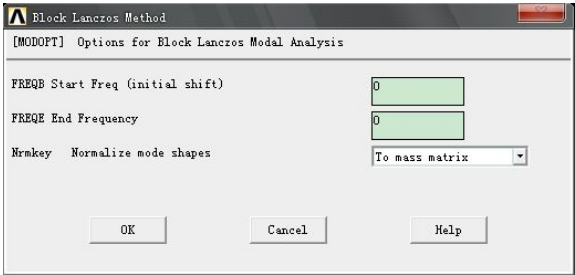 Block Lanczos Method
[MODOPT] Options for Block Lanczos Modal Analysis
FREQB Start Freq (initial shift) 0
FREQE End Frequency 0
Nrmkey Normalize mode shapes To mass matrix
OK Cancel Help